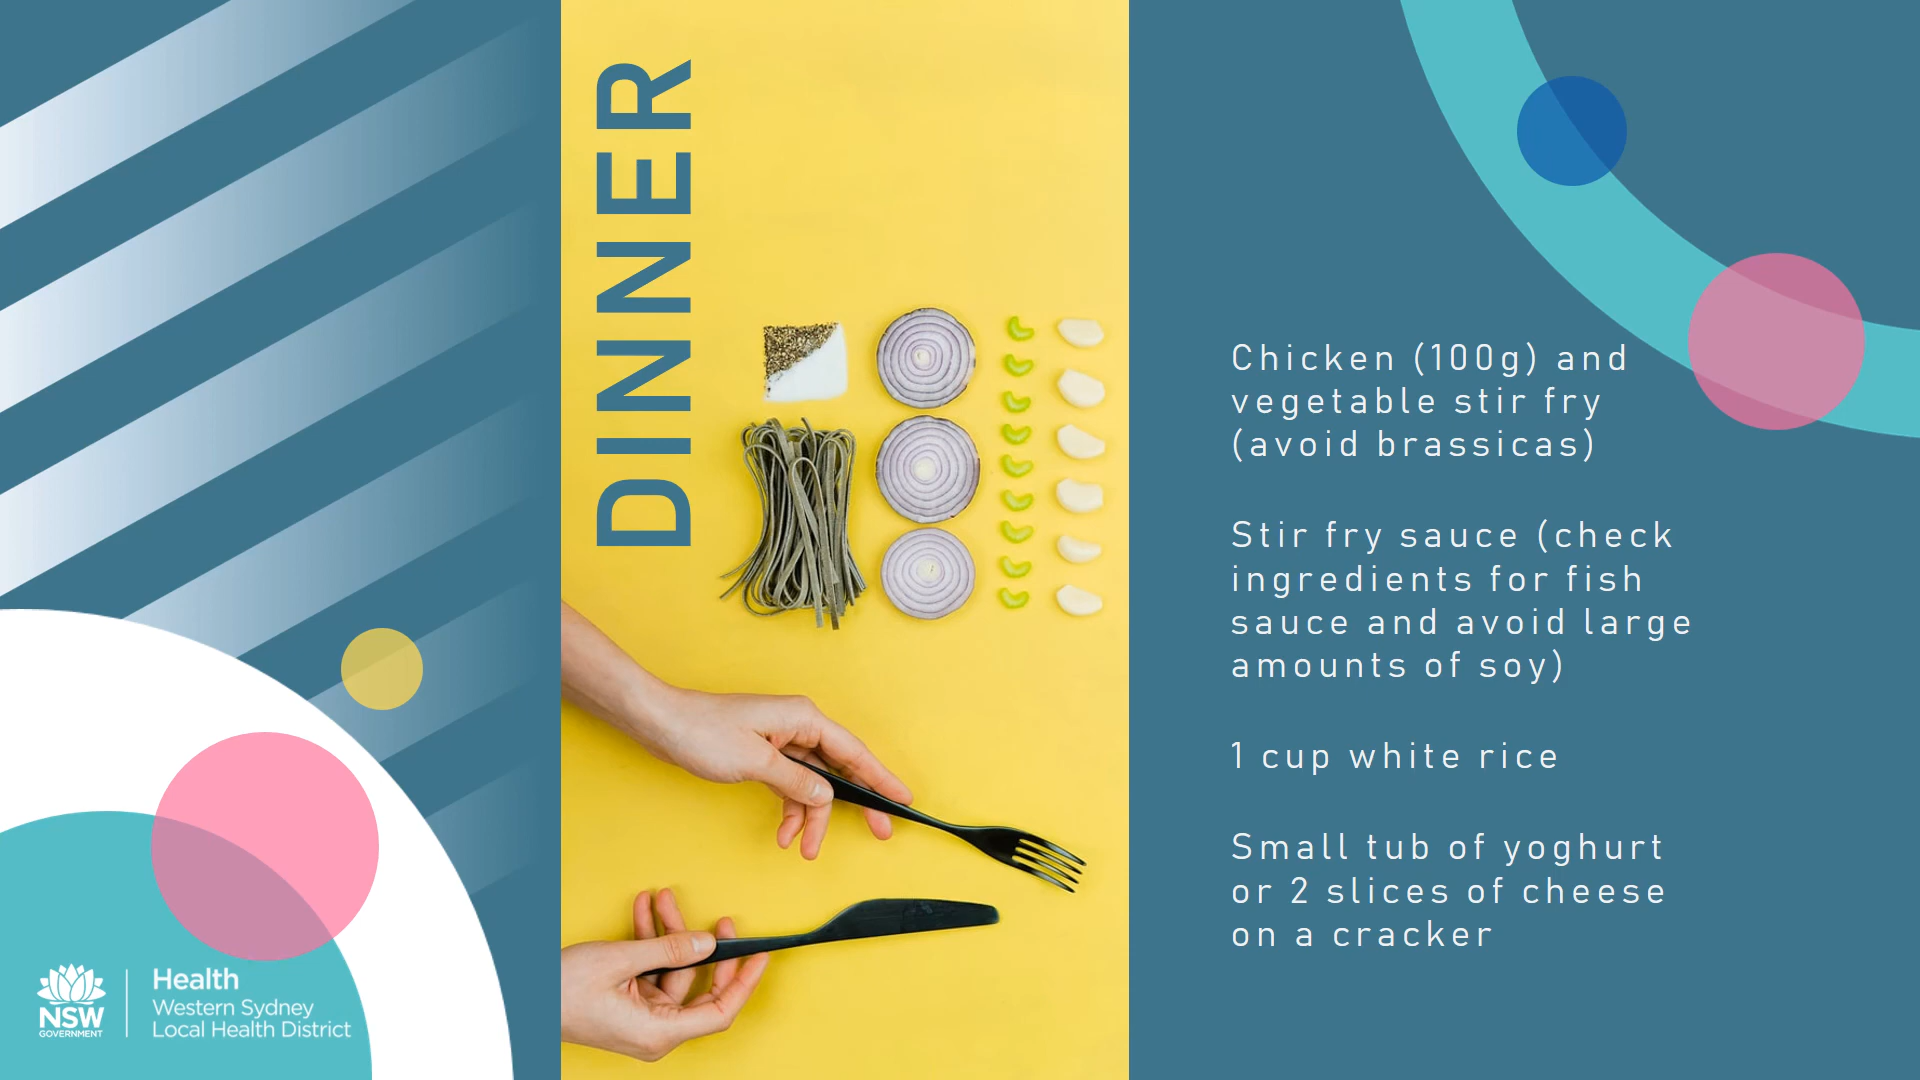 DINNER
Chicken (100g) and
vegetable stir fry
(avoid brassicas)
Stir fry sauce (check
ingredients for fish
sauce and avoid large
amounts of soy)
1 cup white rice
Small tub of yoghurt
or 2 slices of cheese
on a cracker
NSW
GOVERNMENT
Health
Western Sydney
Local Health District